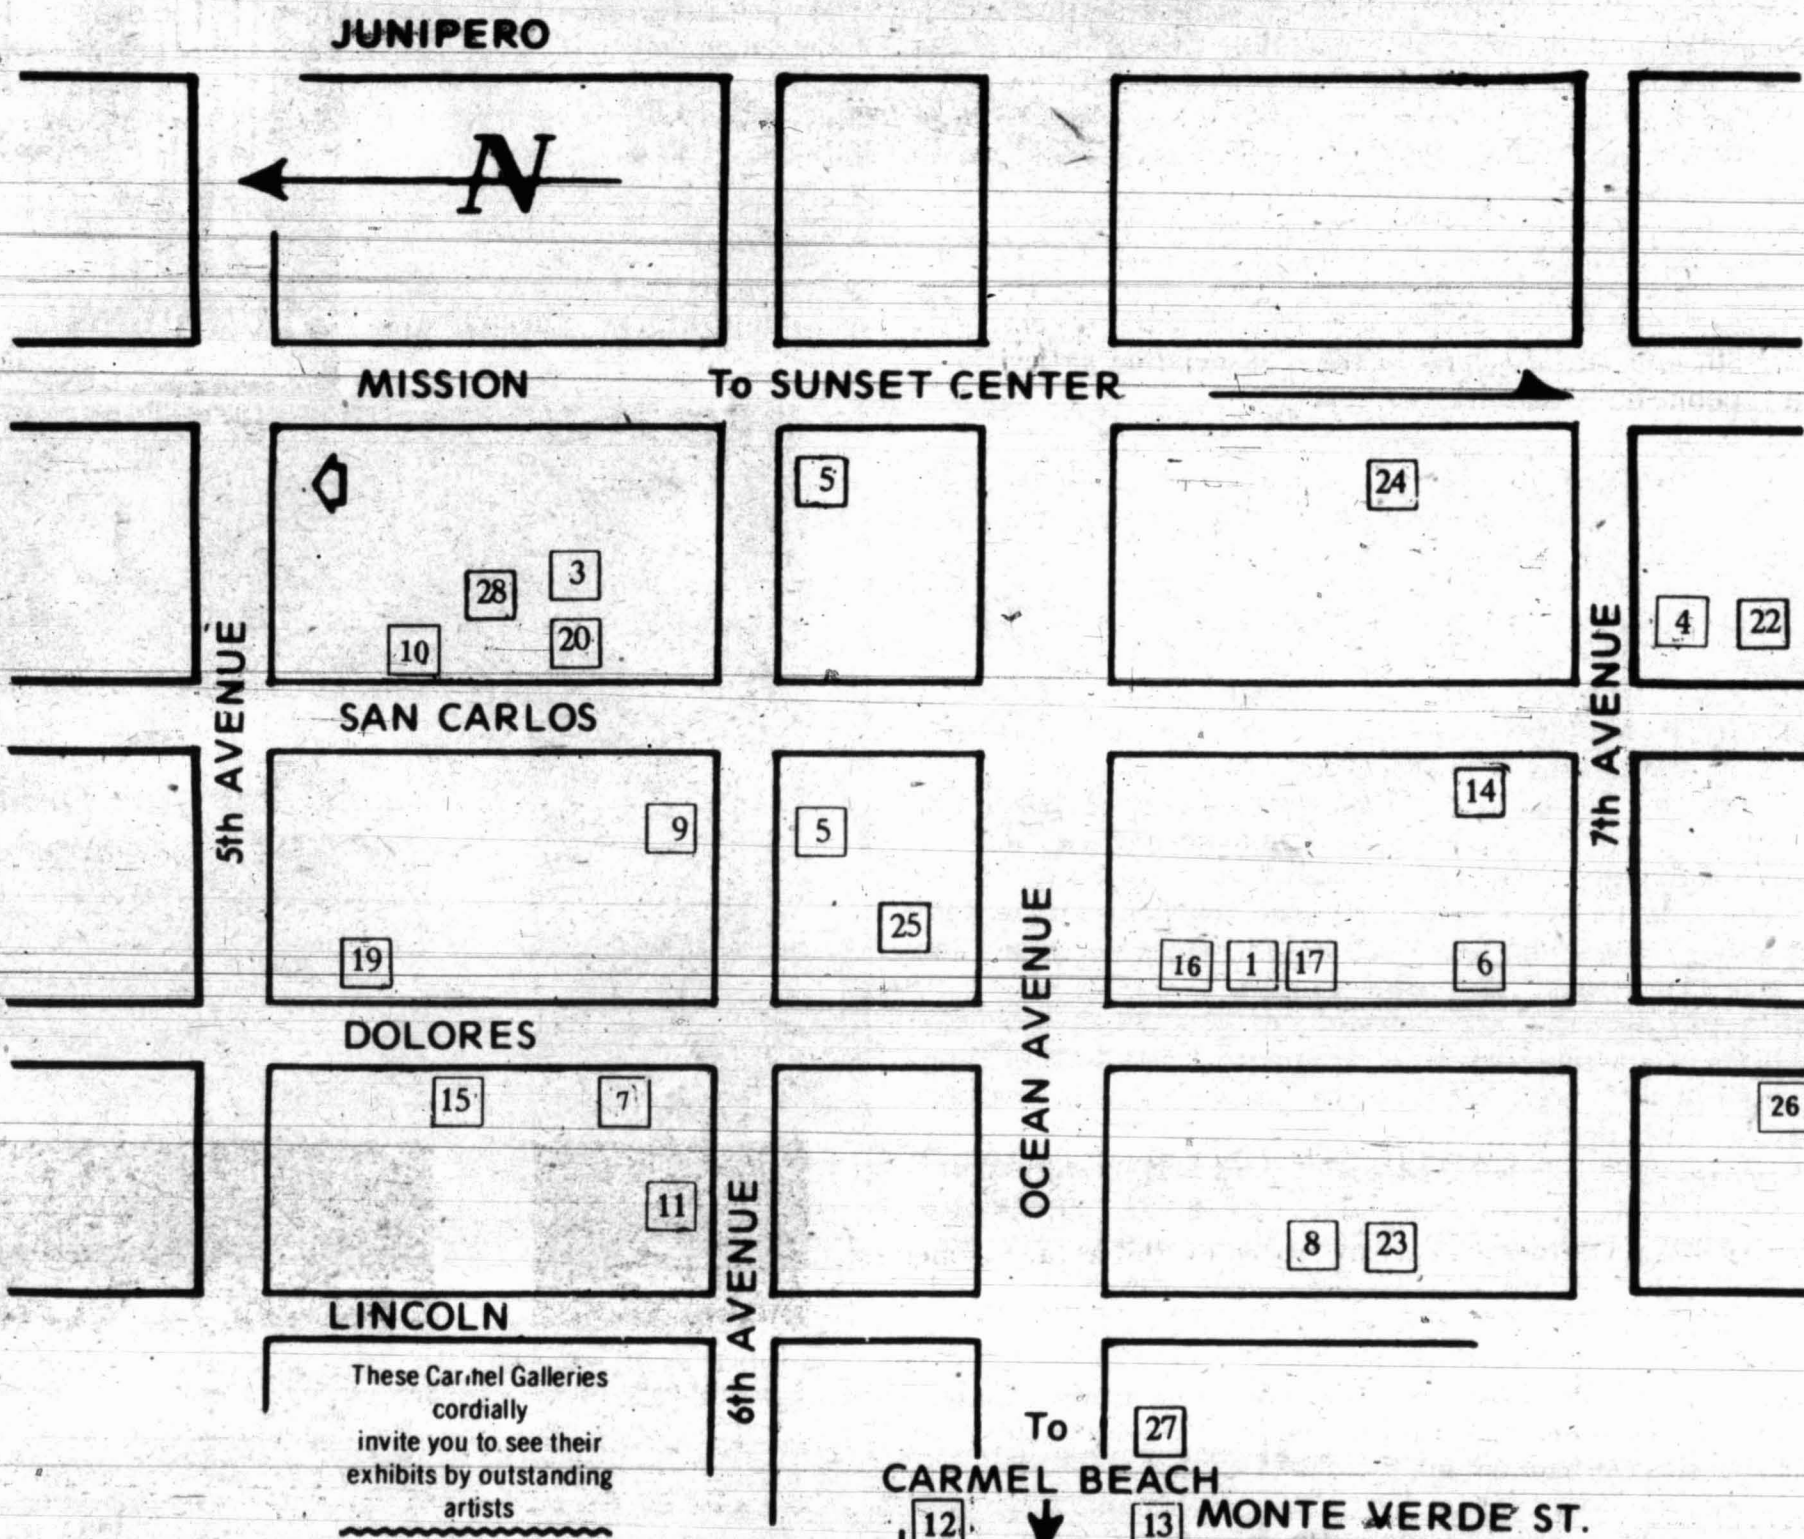 JUNIPERO
N
MISSION To SUNSET CENTER
5
24
3
28
4 22
20
10
5th AVENUE
7th AVENUE
SAN CARLOS
14
9
5
25
19
16 1 17 6
OCEAN AVENUE
DOLORES
15 7
26
11
6th AVENUE
8 23
LINCOLN
These Carmel Galleries
cordially
invite you to see their
exhibits by outstanding
artists
To
27
CARMEL BEACH
12
13 MONTE VERDE ST.